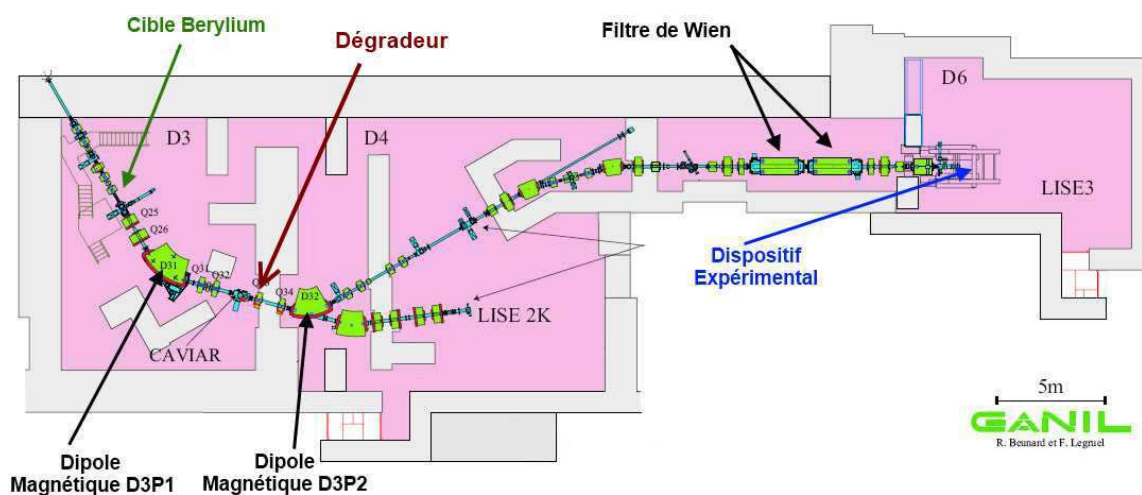 Cible Berylium
Dégradeur
Filtre de Wien
D3
D4
D6
Q25
Q26
D31
Q31
Q32
Q34
D32
LISE3
CAVIAR
LISE 2K
Dispositif
Expérimental
Dipole
Magnétique D3P1
Dipole
Magnétique D3P2
5m
GANIL
R. Beunard et F. Legruel